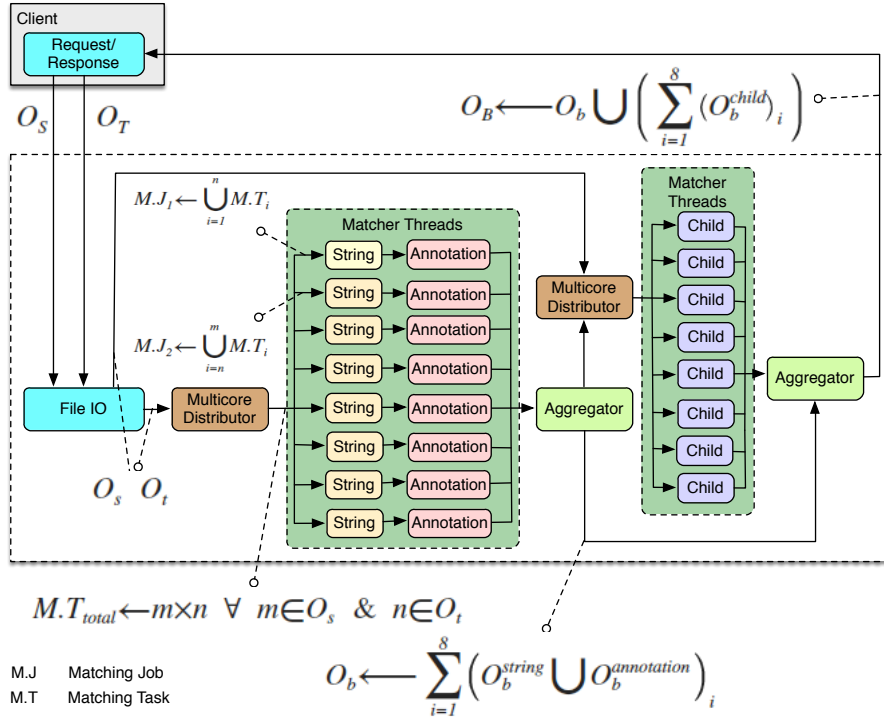 Client
Request/
Response
O_S O_T
O_B ← O_b ⋃ ( ∑_{i=1}^{8} ⟨O_b^{child}⟩_i )
M.J_1 ← ⋃_{i=1}^{n} M.T_i
M.J_2 ← ⋃_{i=n}^{m} M.T_i
File IO
O_s O_t
Multicore
Distributor
Matcher Threads
String Annotation
String Annotation
String Annotation
String Annotation
String Annotation
String Annotation
String Annotation
String Annotation
Aggregator
Multicore
Distributor
Matcher
Threads
Child
Child
Child
Child
Child
Child
Child
Child
Aggregator
M.T_{total} ← m×n ∀ m∈O_s & n∈O_t
O_b ← ∑_{i=1}^{8} ( O_b^{string} ⋃ O_b^{annotation} )_i
M.J Matching Job
M.T Matching Task